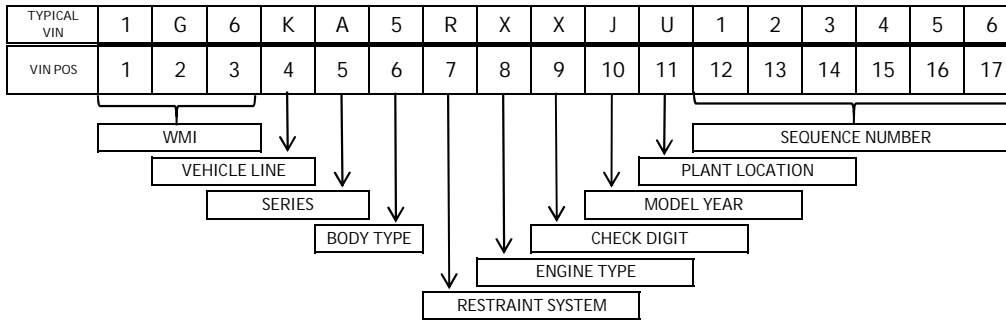 TYPICAL VIN 1 G 6 K A 5 R X X J U 1 2 3 4 5 6
VIN POS 1 2 3 4 5 6 7 8 9 10 11 12 13 14 15 16 17
WMI SEQUENCE NUMBER
VEHICLE LINE PLANT LOCATION
SERIES MODEL YEAR
BODY TYPE CHECK DIGIT
ENGINE TYPE
RESTRAINT SYSTEM